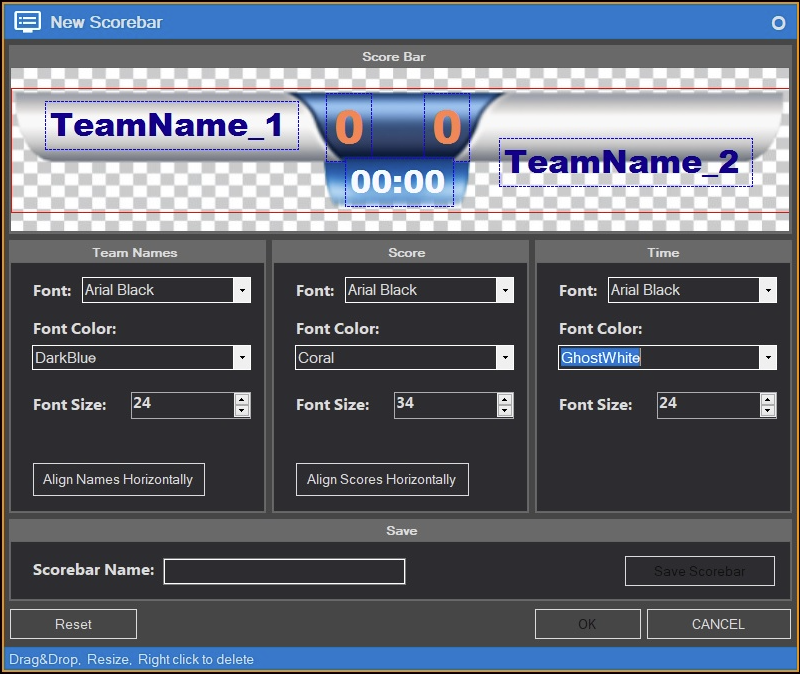 New Scorebar
Score Bar
TeamName_1
0 0
TeamName_2
00:00
Team Names
Font: Arial Black
Font Color:
DarkBlue
Font Size: 24
Align Names Horizontally
Score
Font: Arial Black
Font Color:
Coral
Font Size: 34
Align Scores Horizontally
Time
Font: Arial Black
Font Color:
GhostWhite
Font Size: 24
Save
Scorebar Name:
Save Scorebar
Reset
OK
CANCEL
Drag&Drop, Resize, Right click to delete